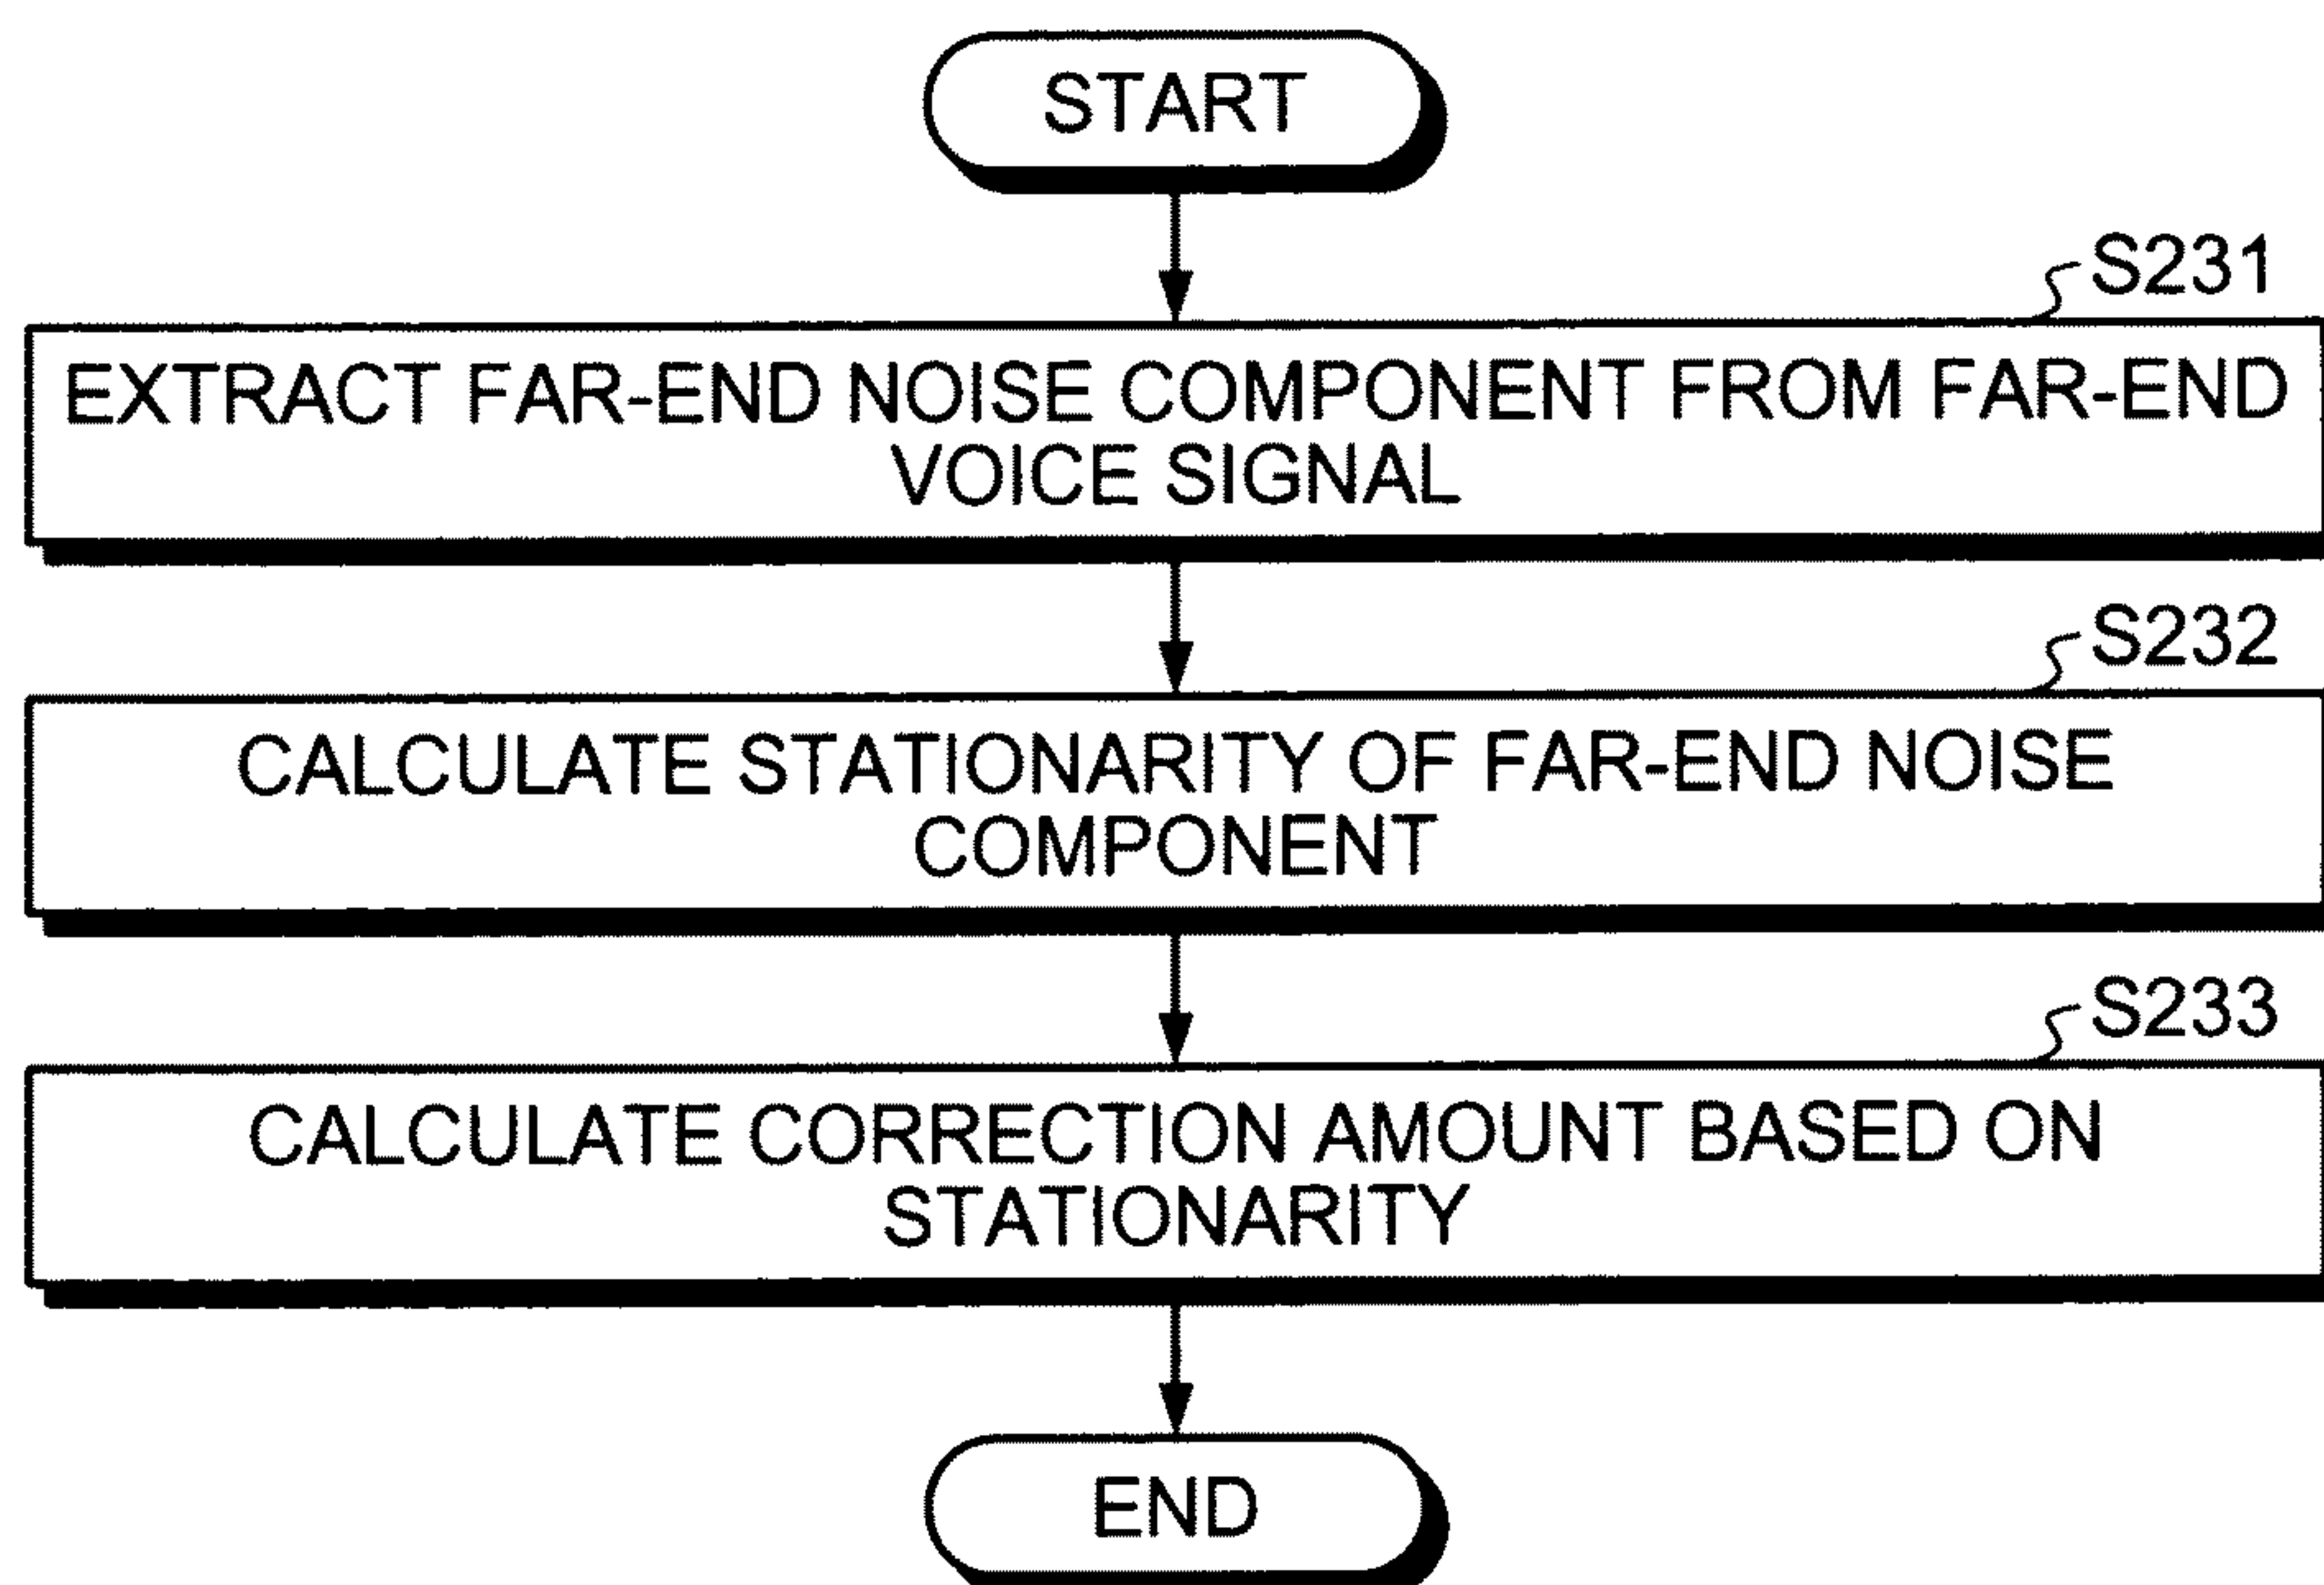 START
S231
EXTRACT FAR-END NOISE COMPONENT FROM FAR-END
VOICE SIGNAL
S232
CALCULATE STATIONARITY OF FAR-END NOISE
COMPONENT
S233
CALCULATE CORRECTION AMOUNT BASED ON
STATIONARITY
END